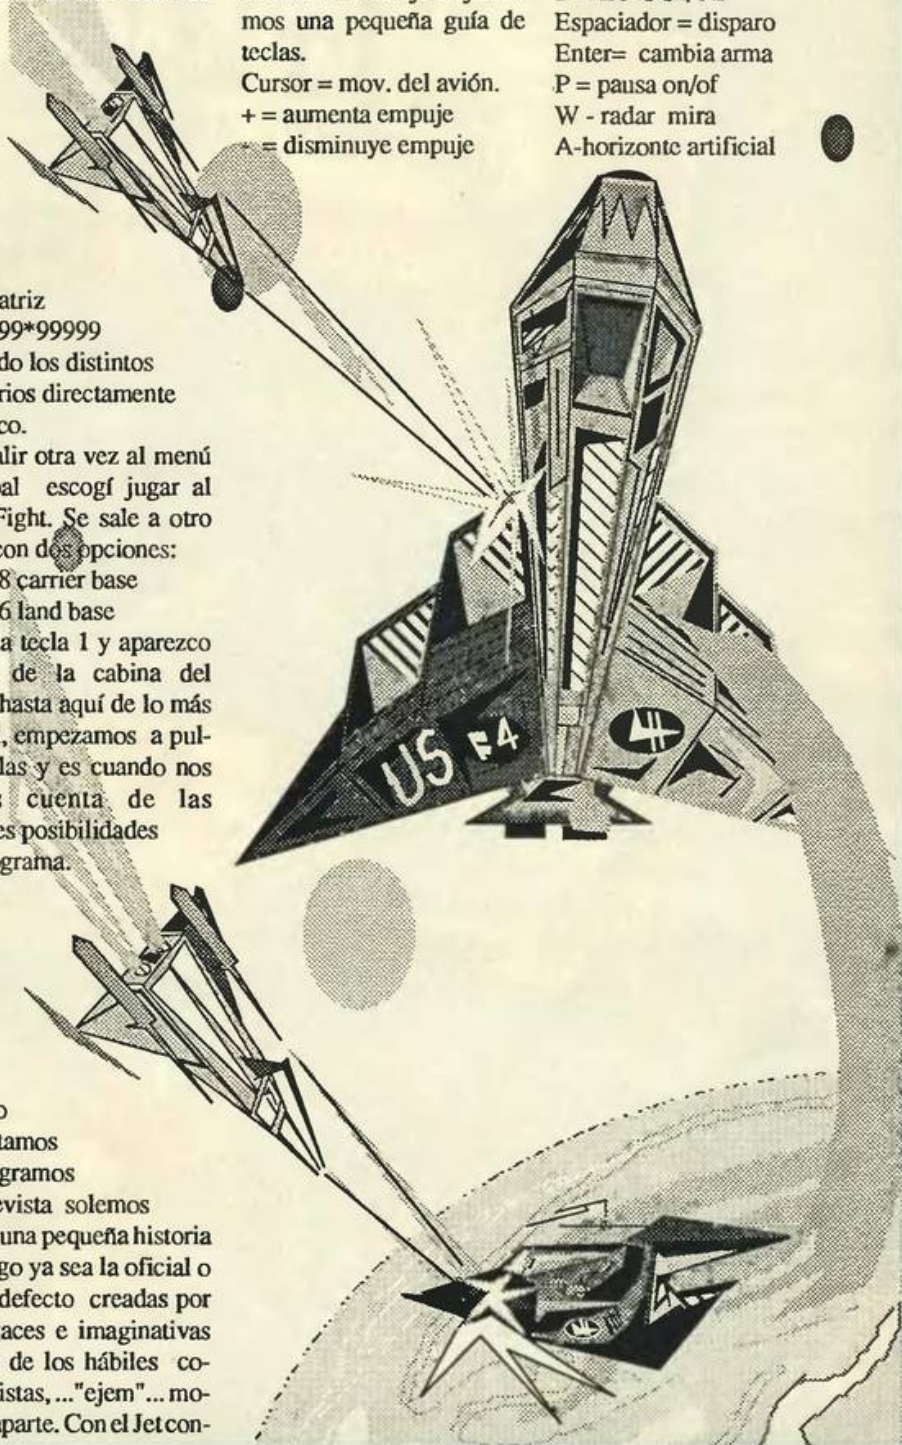 atriz
99*99999
do los distintos
rios directamente
co.
alir otra vez al menú
pal escogí jugar al
Fight. Se sale a otro
con dos opciones:
8 carrier base
6 land base
a tecla 1 y aparezco
de la cabina del
hasta aquí de lo más
, empezamos a pul-
las y es cuando nos
s cuenta de las
es posibilidades
grama.
o
tamos
gramos
evista solemos
una pequeña historia
go ya sea la oficial o
defecto creadas por
aces e imaginativas
de los hábiles co-
istas, ..."ejem"... mo-
parte. Con el Jet con-
mos una pequeña guía de
teclas.
Cursor = mov. del avión.
+ = aumenta empuje
- = disminuye empuje
Espaciador = disparo
Enter= cambia arma
P = pausa on/of
W - radar mira
A-horizonte artificial
US F4
4